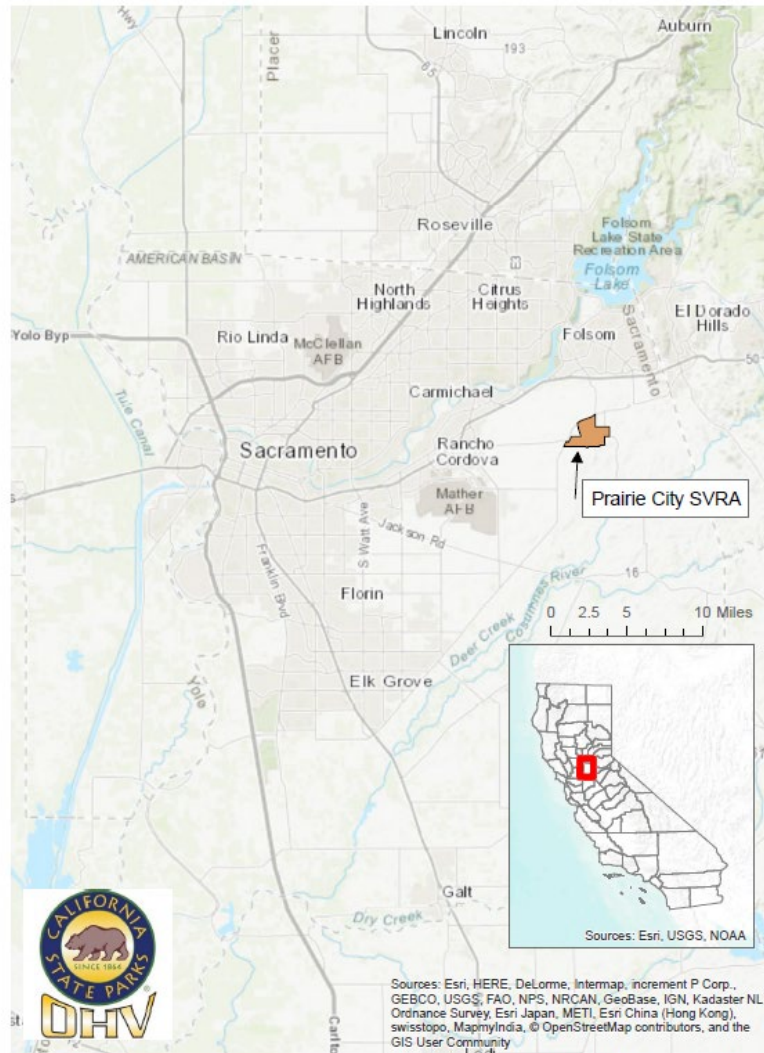 Hwy
Placer
Lincoln
193
Auburn
65
Roseville
Folsom
Lake State
Recreation Area
Folsom
Lake
AMERICAN BASIN
North
Highlands
Citrus
Heights
El Dorado
Hills
Yolo Byp
Rio Linda
McClellan
AFB
Folsom
Sacramento
50
Tule Canal
Carmichael
Sacramento
Rancho
Cordova
Mather
AFB
Prairie City SVRA
S Watt Ave
Jackson Rd
Franklin Blvd
16
Florin
Deer Creek
Cosumnes River
0 2.5 5 10 Miles
Elk Grove
Yolo
Galt
Dry Creek
Sources: Esri, USGS, NOAA
CALIFORNIA
SINCE 1864
STATE PARKS
OHV
Sources: Esri, HERE, DeLorme, Intermap, increment P Corp.,
GEBCO, USGS, FAO, NPS, NRCAN, GeoBase, IGN, Kadaster NL,
Ordnance Survey, Esri Japan, METI, Esri China (Hong Kong),
swisstopo, MapmyIndia, © OpenStreetMap contributors, and the
GIS User Community